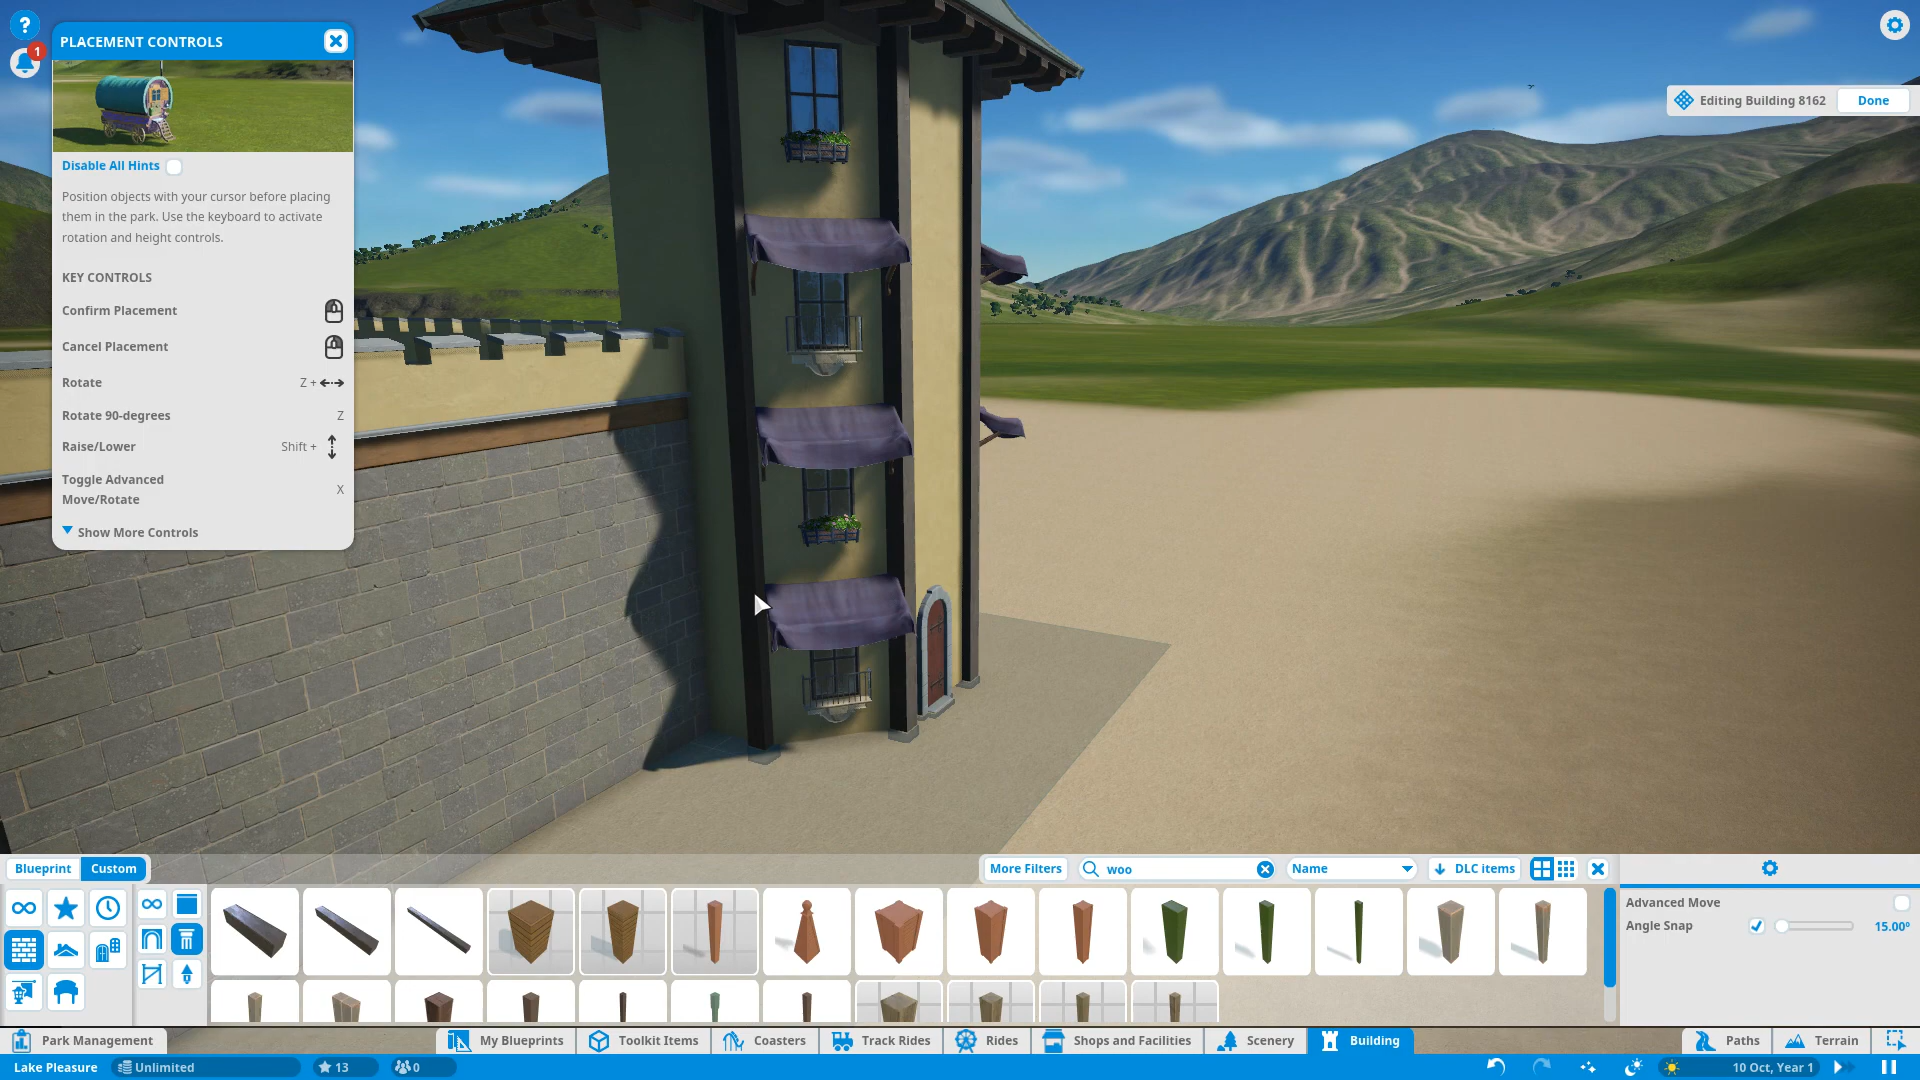 ?
1
PLACEMENT CONTROLS
Disable All Hints
Position objects with your cursor before placing
them in the park. Use the keyboard to activate
rotation and height controls.
KEY CONTROLS
Confirm Placement
Cancel Placement
Rotate Z +
Rotate 90-degrees Z
Raise/Lower Shift +
Toggle Advanced
Move/Rotate X
Show More Controls
Editing Building 8162 Done
Blueprint Custom
More Filters woo Name DLC items
Advanced Move
Angle Snap 15.00º
Park Management My Blueprints Toolkit Items Coasters Track Rides Rides Shops and Facilities Scenery Building Paths Terrain
Lake Pleasure Unlimited 13 0 10 Oct, Year 1